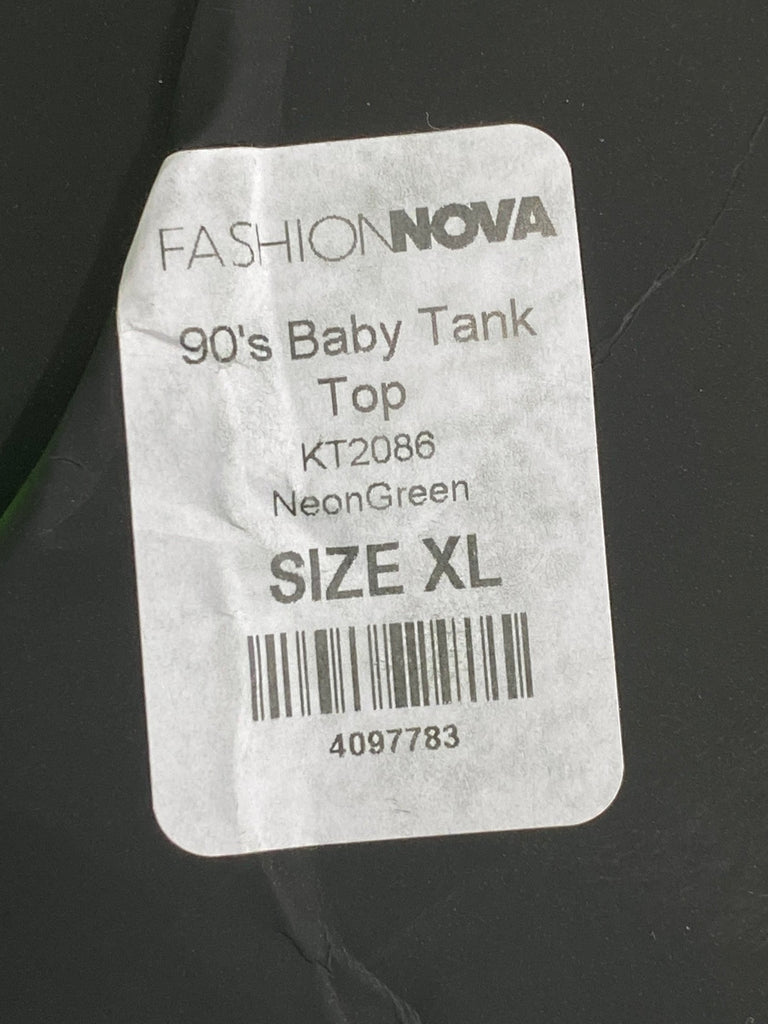 FASHIONNOVA
90's Baby Tank
Top
KT2086
NeonGreen
SIZE XL
4097783